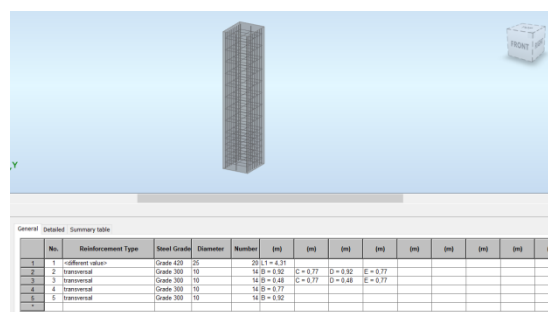 FRONT
Y
General Detailed Summary table
No. Reinforcement Type Steel Grade Diameter Number (m) (m) (m) (m) (m) (m) (m) (m)
1 1 <different value> Grade 420 25 20 L1 = 4,31
2 2 transversal Grade 300 10 14 B = 0,92 C = 0,77 D = 0,92 E = 0,77
3 3 transversal Grade 300 10 14 B = 0,48 C = 0,77 D = 0,48 E = 0,77
4 4 transversal Grade 300 10 14 B = 0,77
5 5 transversal Grade 300 10 14 B = 0,92
*